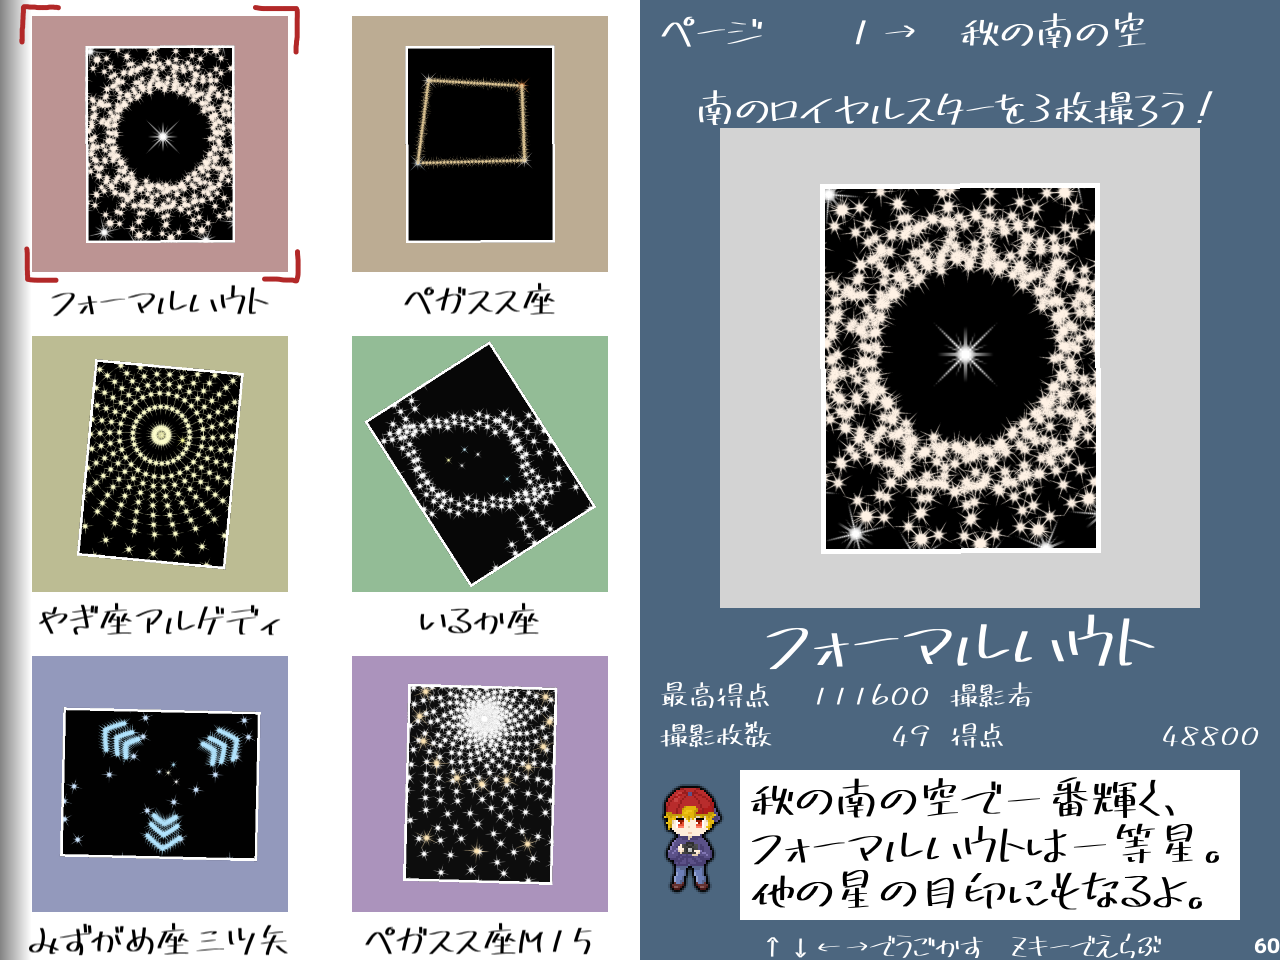 フォーマルハウト
ペガスス座
やぎ座アルゲディ
いるか座
みずがめ座三ツ矢
ペガスス座M15
ページ 1 → 秋の南の空
南のロイヤルスターを3枚撮ろう!
フォーマルハウト
最高得点 111600 撮影者
撮影枚数 49 得点 48800
秋の南の空で一番輝く、
フォーマルハウトは一等星。
他の星の目印にもなるよ。
↑↓←→でうごかす Zキーでえらぶ
60